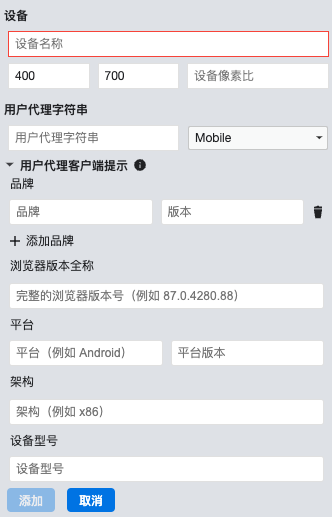 设备
设备名称
400 700 设备像素比
用户代理字符串
用户代理字符串 Mobile
用户代理客户端提示
品牌
品牌 版本
添加品牌
浏览器版本全称
完整的浏览器版本号（例如 87.0.4280.88）
平台
平台（例如 Android） 平台版本
架构
架构（例如 x86）
设备型号
设备型号
添加 取消